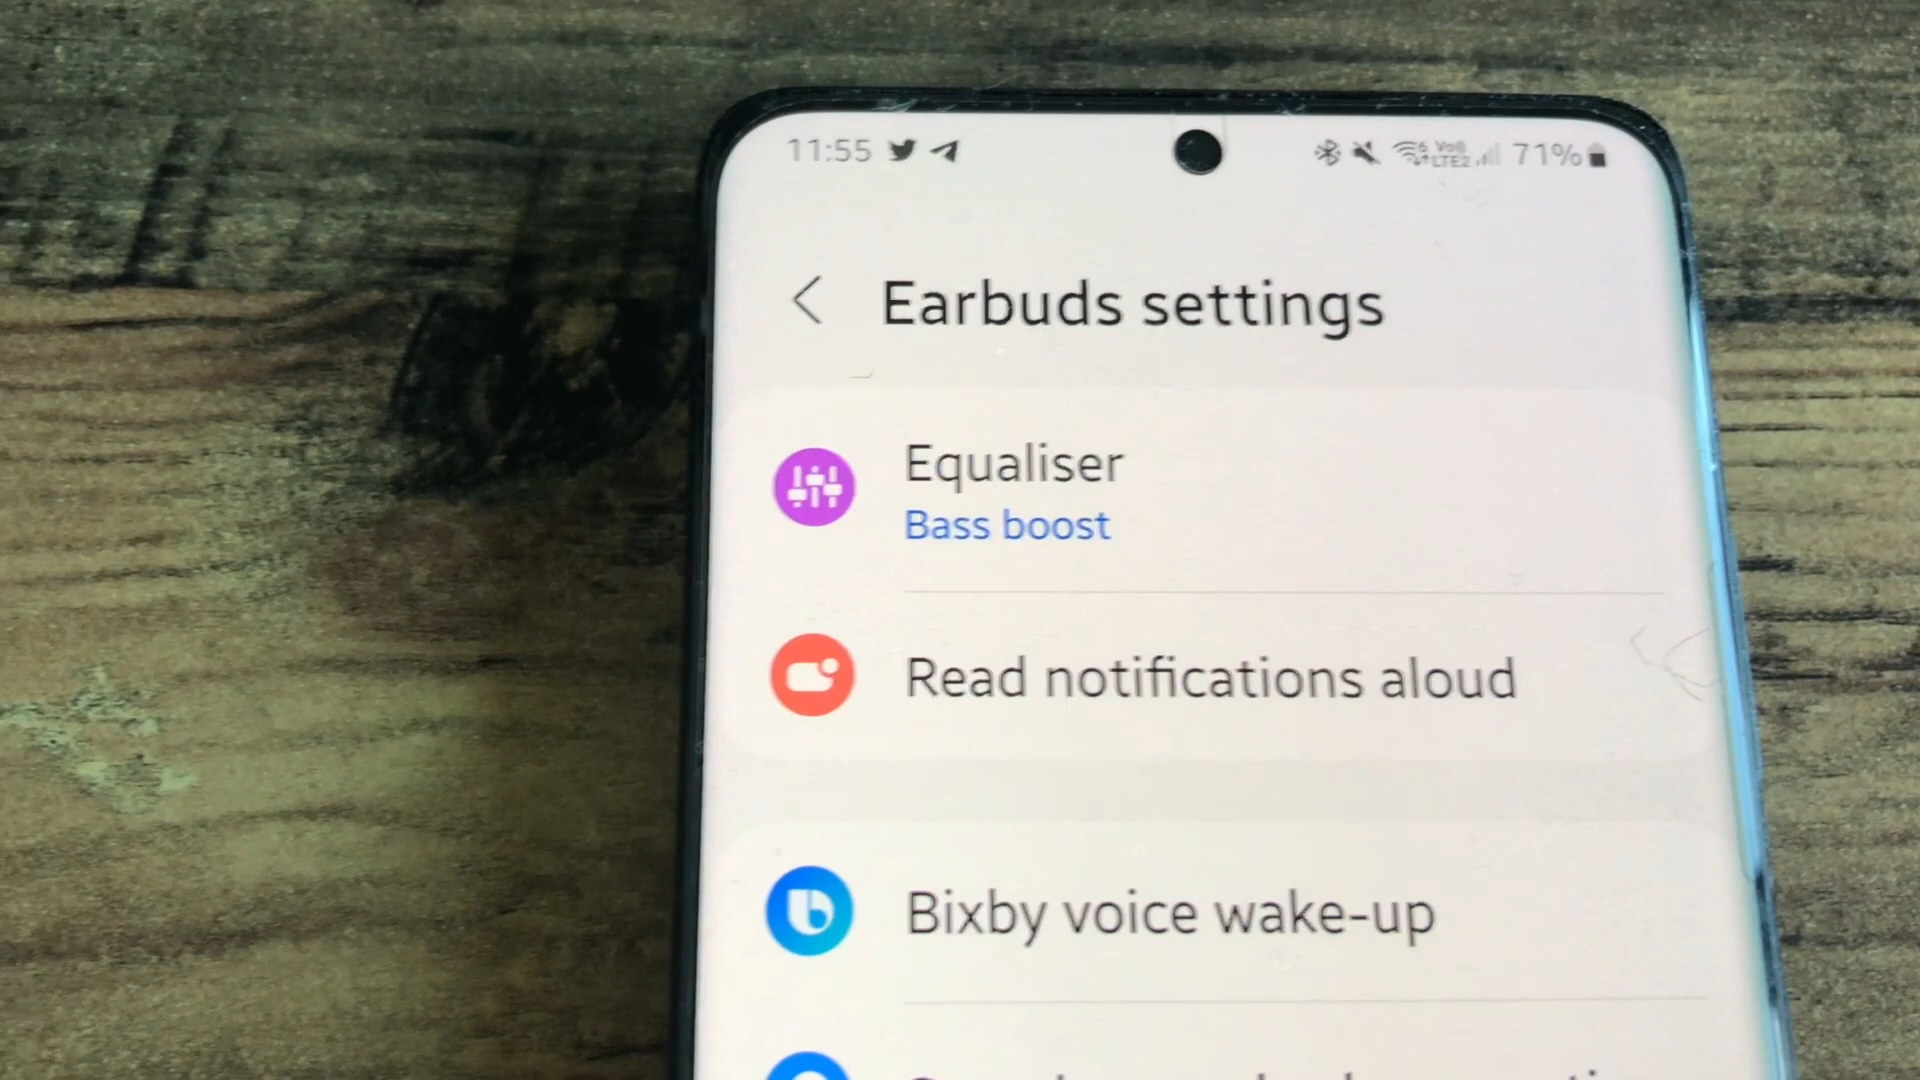 11:55 71%
Earbuds settings
Equaliser
Bass boost
Read notifications aloud
Bixby voice wake-up